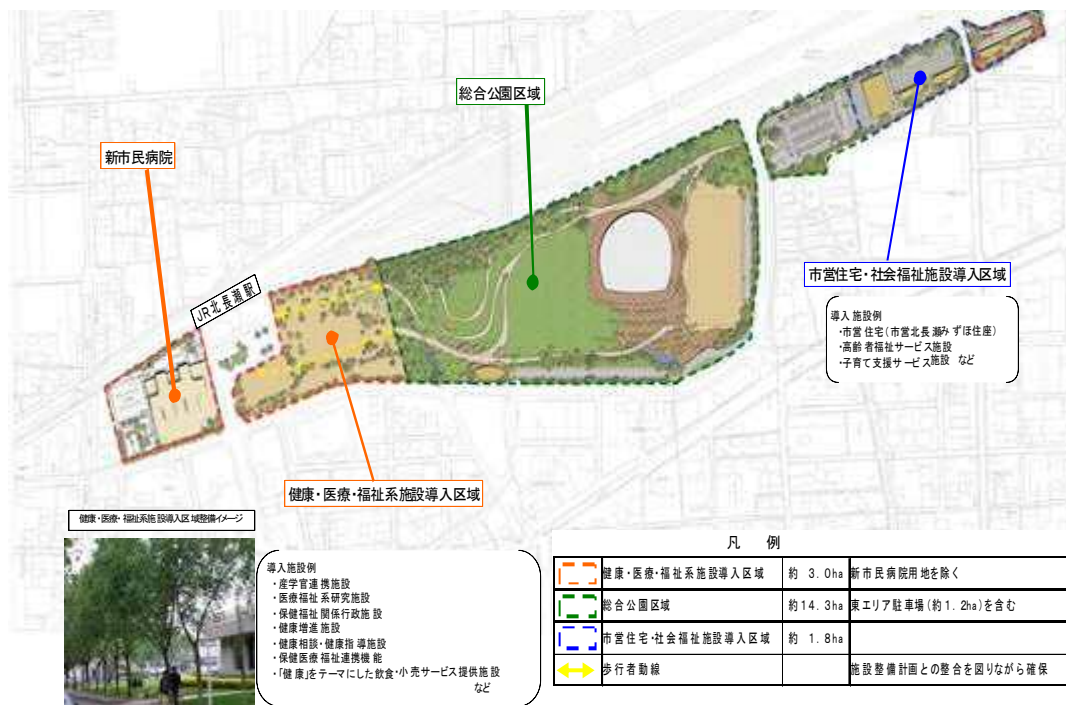 総合公園区域
新市民病院
JR北長瀬駅
市営住宅・社会福祉施設導入区域
導入施設例
・市営住宅(市営北長瀬みずほ住座)
・高齢者福祉サービス施設
・子育て支援サービス施設 など
健康・医療・福祉系施設導入区域
健康・医療・福祉系施設導入区域整備イメージ
導入施設例
・産学官連携施設
・医療福祉系研究施設
・保健福祉関係行政施設
・健康増進施設
・健康相談・健康指導施設
・保健医療福祉連携機能
・「健康」をテーマにした飲食・小売サービス提供施設
など
凡 例
健康・医療・福祉系施設導入区域 約 3.0ha 新市民病院用地を除く
総合公園区域 約14.3ha 東エリア駐車場(約1.2ha)を含む
市営住宅・社会福祉施設導入区域 約 1.8ha
歩行者動線 施設整備計画との整合を図りながら確保